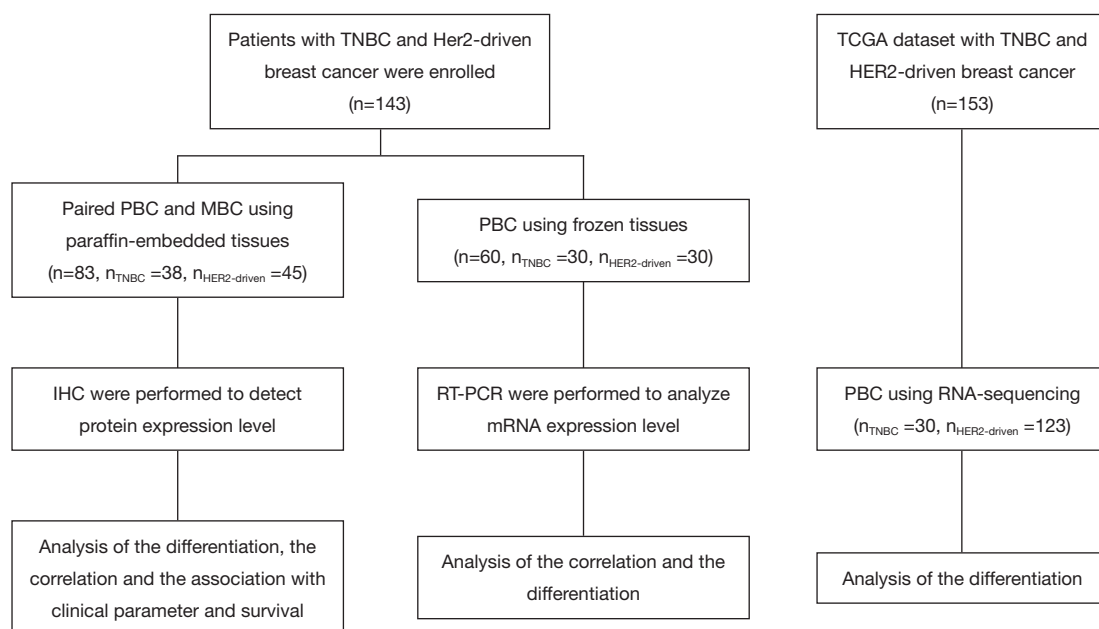 Patients with TNBC and Her2-driven
breast cancer were enrolled
(n=143)
TCGA dataset with TNBC and
HER2-driven breast cancer
(n=153)
Paired PBC and MBC using
paraffin-embedded tissues
(n=83, nTNBC =38, nHER2-driven =45)
PBC using frozen tissues
(n=60, nTNBC =30, nHER2-driven =30)
IHC were performed to detect
protein expression level
RT-PCR were performed to analyze
mRNA expression level
PBC using RNA-sequencing
(nTNBC =30, nHER2-driven =123)
Analysis of the differentiation, the
correlation and the association with
clinical parameter and survival
Analysis of the correlation and the
differentiation
Analysis of the differentiation